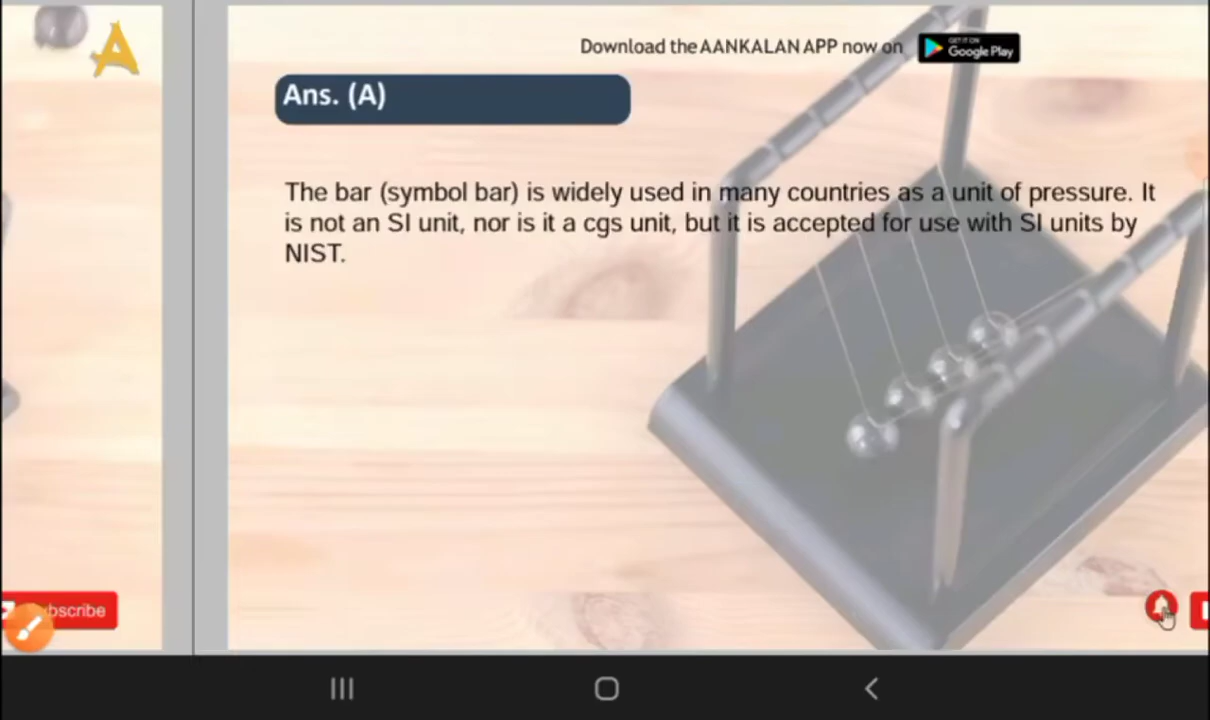 A
Download the AANKALAN APP now on
GET IT ON
Google Play
Ans. (A)
The bar (symbol bar) is widely used in many countries as a unit of pressure. It
is not an SI unit, nor is it a cgs unit, but it is accepted for use with SI units by
NIST.
bscribe